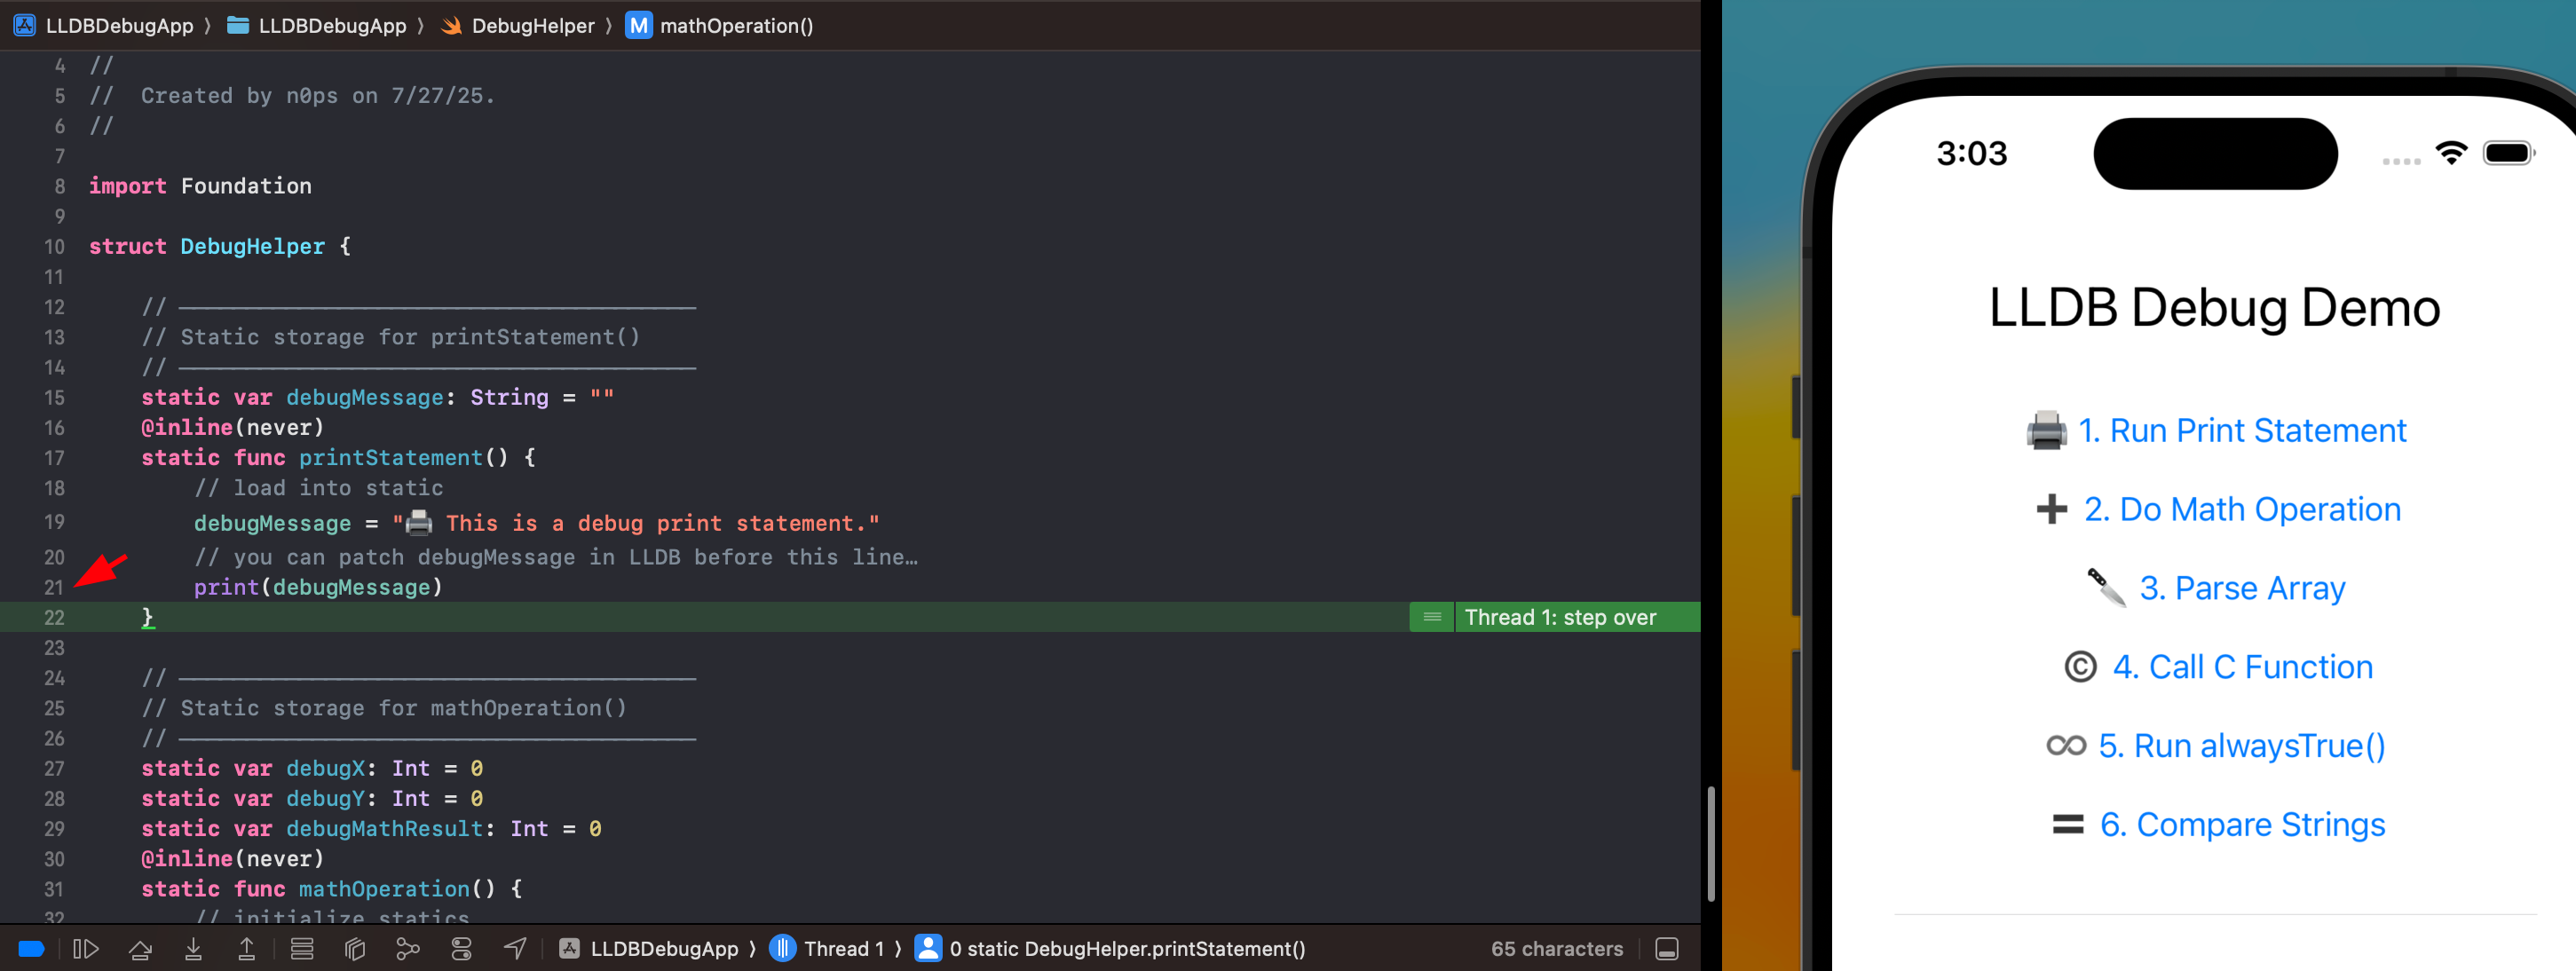 LLDBDebugApp 〉 LLDBDebugApp 〉 DebugHelper 〉 M mathOperation()
4 //
5 //  Created by n0ps on 7/27/25.
6 //
7
8 import Foundation
9
10 struct DebugHelper {
11
12     // ───────────────────────────────────────
13     // Static storage for printStatement()
14     // ───────────────────────────────────────
15     static var debugMessage: String = ""
16     @inline(never)
17     static func printStatement() {
18         // load into static
19         debugMessage = "🖨️ This is a debug print statement."
20         // you can patch debugMessage in LLDB before this line…
21         print(debugMessage)
22     }
Thread 1: step over
23
24     // ───────────────────────────────────────
25     // Static storage for mathOperation()
26     // ───────────────────────────────────────
27     static var debugX: Int = 0
28     static var debugY: Int = 0
29     static var debugMathResult: Int = 0
30     @inline(never)
31     static func mathOperation() {
32         // initialize statics
LLDBDebugApp 〉 Thread 1 〉 0 static DebugHelper.printStatement()
65 characters
3:03
LLDB Debug Demo
🖨️ 1. Run Print Statement
➕ 2. Do Math Operation
🔪 3. Parse Array
©️ 4. Call C Function
♾ 5. Run alwaysTrue()
🟰 6. Compare Strings